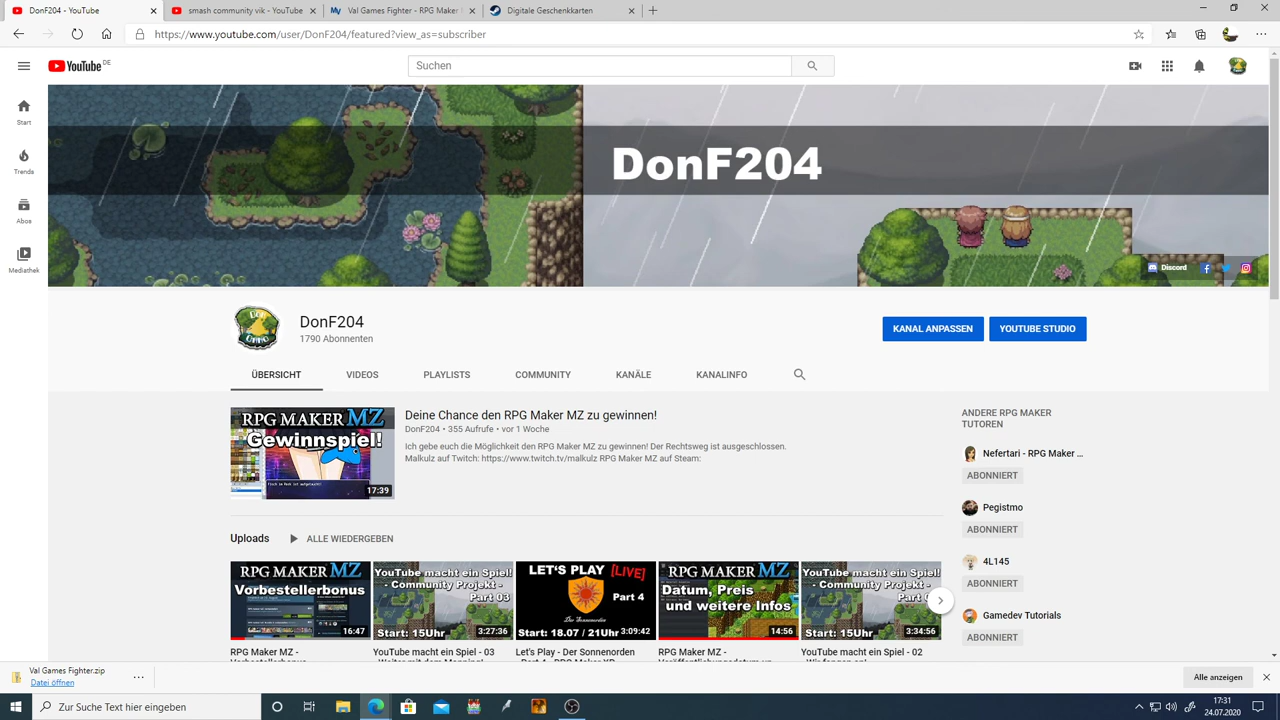 DonF204 - YouTube
smash community vilk - YouTube
Val Games Fighter - RPG Maker
Digitale Geschenkarten
https://www.youtube.com/user/DonF204/featured?view_as=subscriber
YouTube DE
Suchen
Start
Trends
Abos
Mediathek
DonF204
Discord
DonF204
1790 Abonnenten
KANAL ANPASSEN
YOUTUBE STUDIO
ÜBERSICHT
VIDEOS
PLAYLISTS
COMMUNITY
KANÄLE
KANALINFO
RPG MAKER MZ
Gewinnspiel!
17:39
Deine Chance den RPG Maker MZ zu gewinnen!
DonF204 • 355 Aufrufe • vor 1 Woche
Ich gebe euch die Möglichkeit den RPG Maker MZ zu gewinnen! Der Rechtsweg ist ausgeschlossen.
Malkulz auf Twitch: https://www.twitch.tv/malkulz RPG Maker MZ auf Steam:
ANDERE RPG MAKER
TUTOREN
Nefertari - RPG Maker ...
ABONNIERT
Pegistmo
ABONNIERT
4L145
ABONNIERT
Gamedev Tutorials
ABONNIERT
Uploads
ALLE WIEDERGEBEN
RPG MAKER MZ
Vorbestellerbonus
16:47
YouTube macht ein Spiel!
- Community Projekt -
Part 03
Start: 15Uhr
3:27:36
LET'S PLAY [LIVE]
Part 4
Der Sonnenorden
Start: 18.07 / 21Uhr
3:09:42
RPG MAKER MZ
Datum, Preis
und weitere Infos
14:56
YouTube macht ein Spiel!
- Community Projekt -
Start: 15Uhr
3:34:56
RPG Maker MZ -
YouTube macht ein Spiel - 03
Let's Play - Der Sonnenorden
RPG Maker MZ -
YouTube macht ein Spiel - 02
Val Games Fighter.zip
Datei öffnen
Alle anzeigen
Zur Suche Text hier eingeben
17:31
24.07.2020